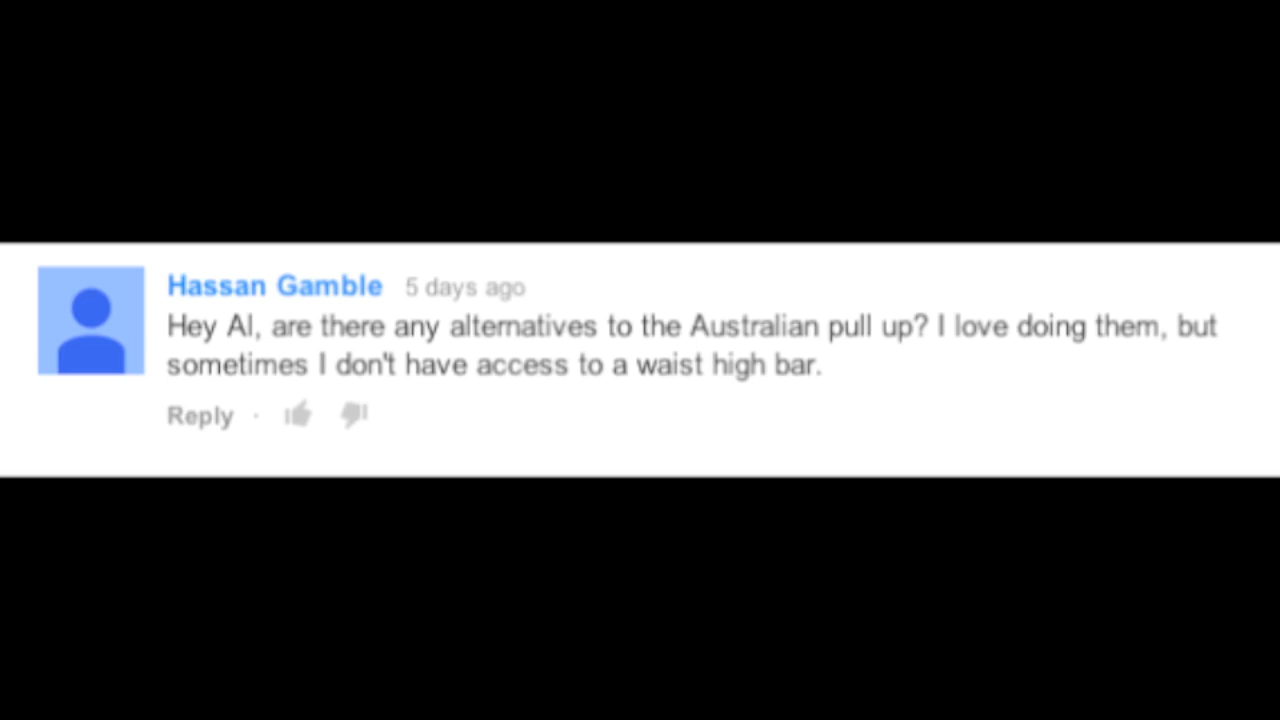 Hassan Gamble 5 days ago
Hey Al, are there any alternatives to the Australian pull up? I love doing them, but
sometimes I don't have access to a waist high bar.
Reply ·